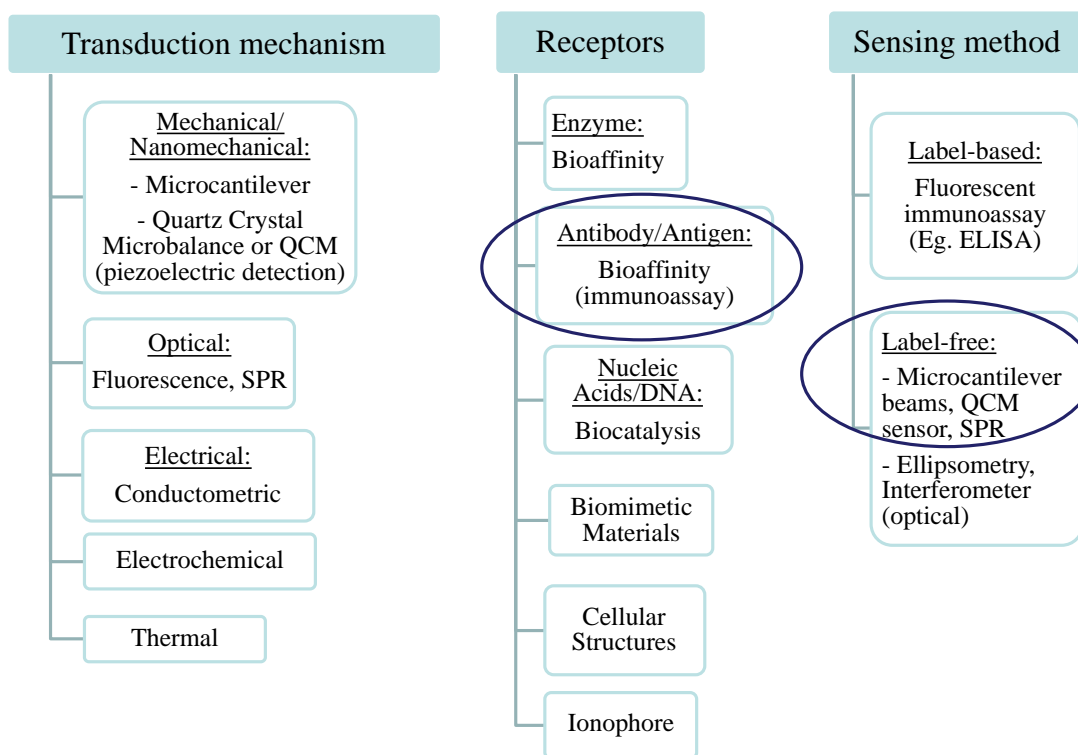 Transduction mechanism
Mechanical/
Nanomechanical:
- Microcantilever
- Quartz Crystal
Microbalance or QCM
(piezoelectric detection)
Optical:
Fluorescence, SPR
Electrical:
Conductometric
Electrochemical
Thermal
Receptors
Enzyme:
Bioaffinity
Antibody/Antigen:
Bioaffinity
(immunoassay)
Nucleic
Acids/DNA:
Biocatalysis
Biomimetic
Materials
Cellular
Structures
Ionophore
Sensing method
Label-based:
Fluorescent
immunoassay
(Eg. ELISA)
Label-free:
- Microcantilever
beams, QCM
sensor, SPR
- Ellipsometry,
Interferometer
(optical)